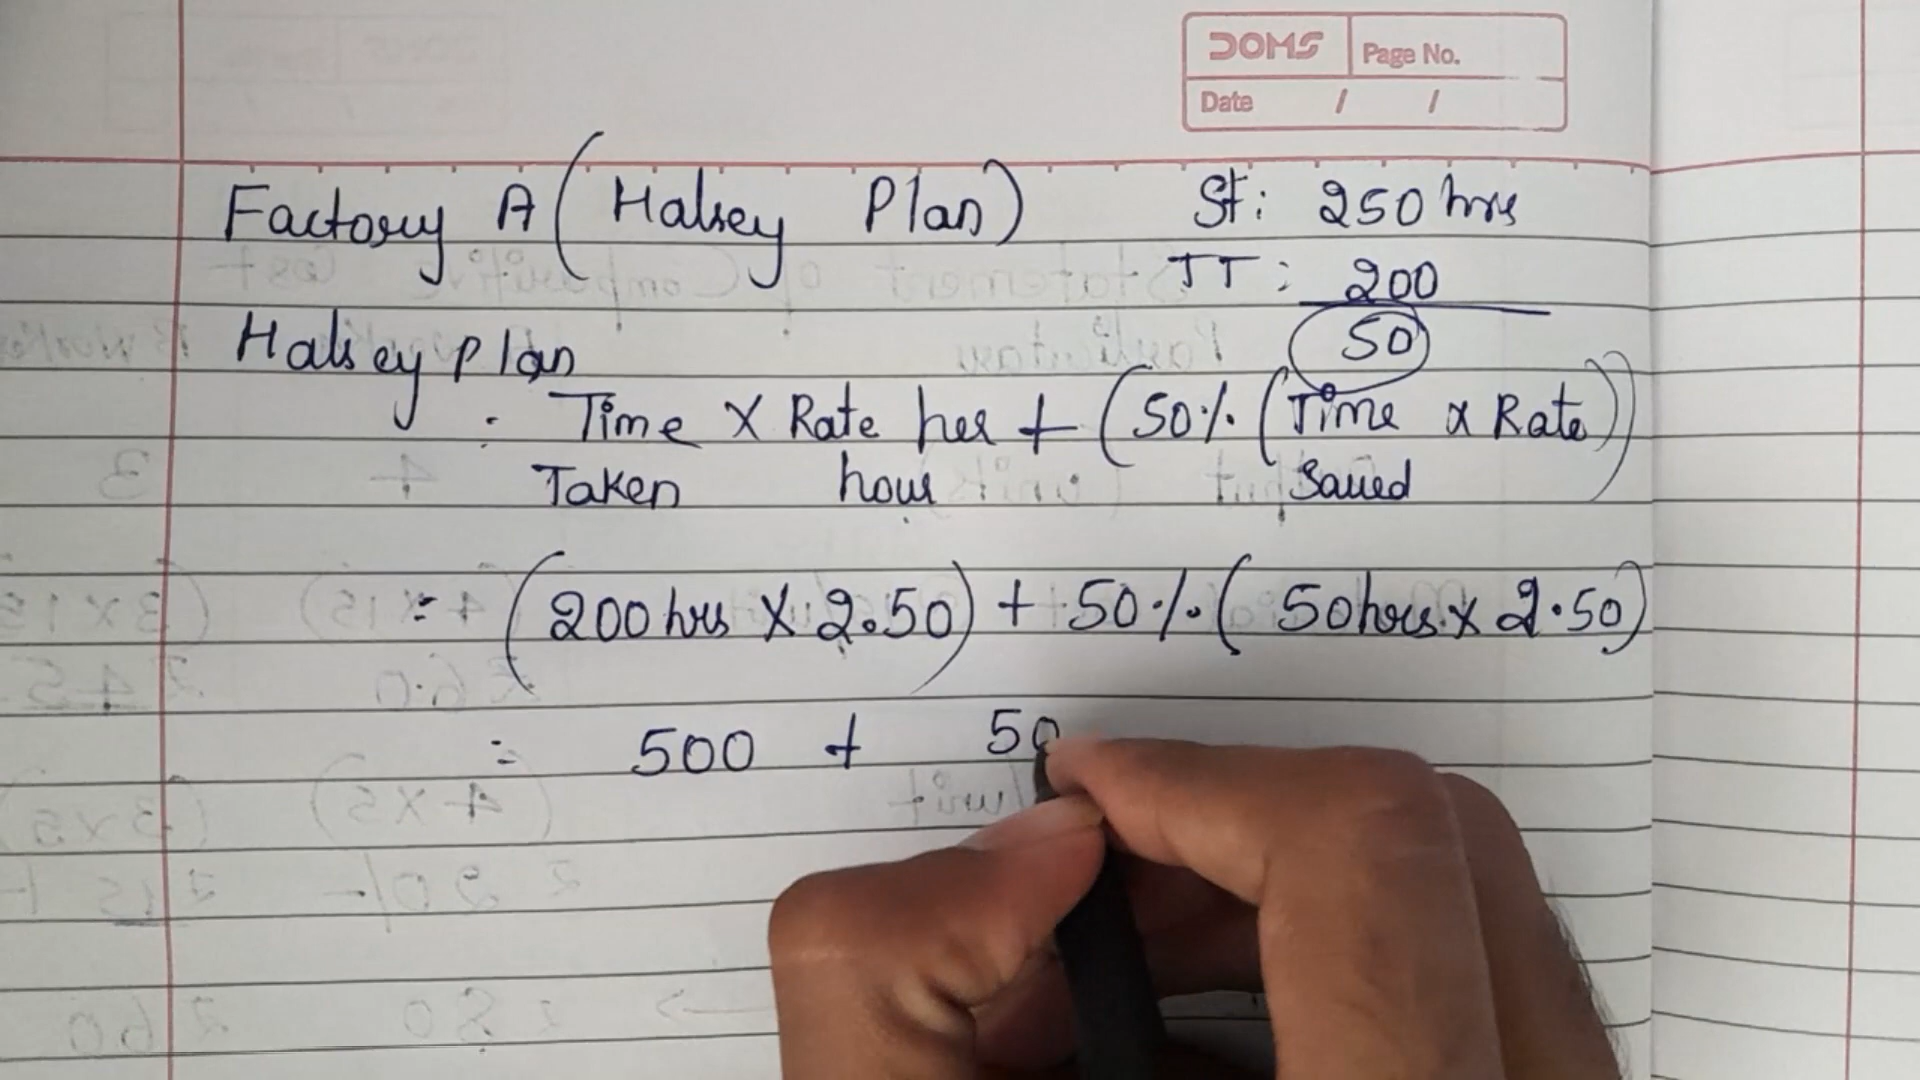 DOMS Page No.
Date / /
Factory A (Halsey Plan) St: 250 hrs
TT: 200
50
Halsey plan
: Time X Rate her + (50% (Time x Rate))
Taken hour Saved
= (200 hrs X 2.50) + 50% (50 hrs x 2.50)
= 500 + 50